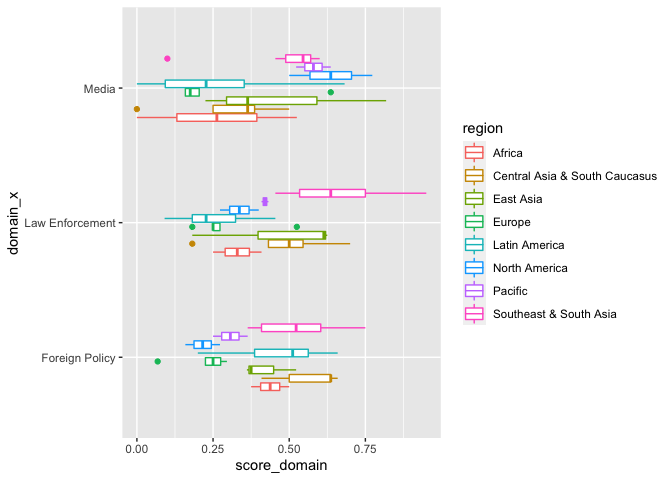 Media
Law Enforcement
Foreign Policy
domain_x
0.00 0.25 0.50 0.75
score_domain
region
Africa
Central Asia & South Caucasus
East Asia
Europe
Latin America
North America
Pacific
Southeast & South Asia